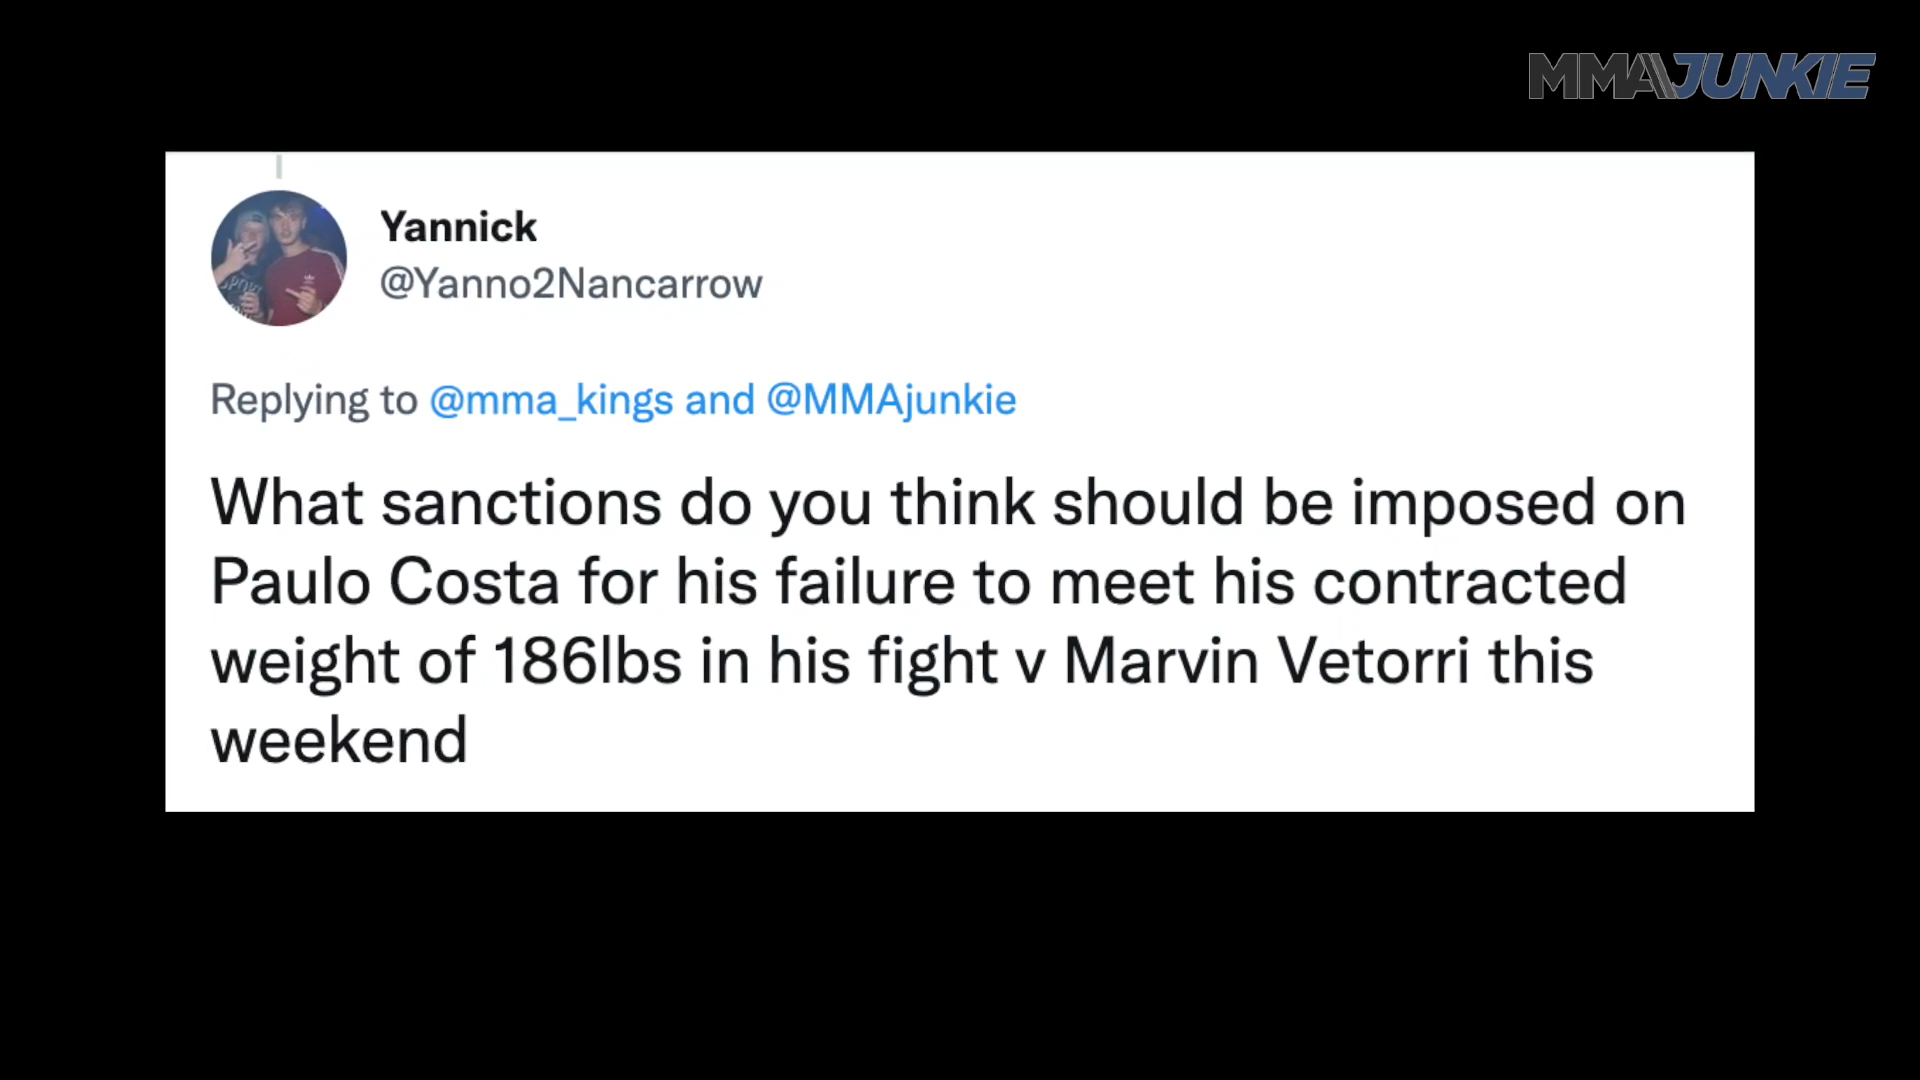 MMAJUNKIE
Yannick
@Yanno2Nancarrow
Replying to @mma_kings and @MMAjunkie
What sanctions do you think should be imposed on
Paulo Costa for his failure to meet his contracted
weight of 186lbs in his fight v Marvin Vetorri this
weekend